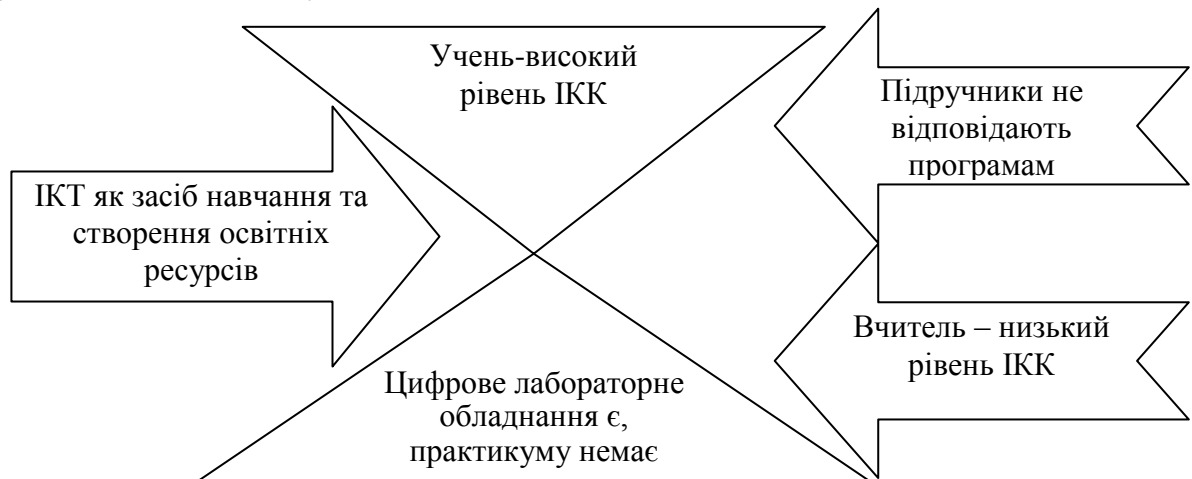 Учень-високий
рівень ІКК
Підручники не
відповідають
програмам
ІКТ як засіб навчання та
створення освітніх
ресурсів
Вчитель – низький
рівень ІКК
Цифрове лабораторне
обладнання є,
практикуму немає